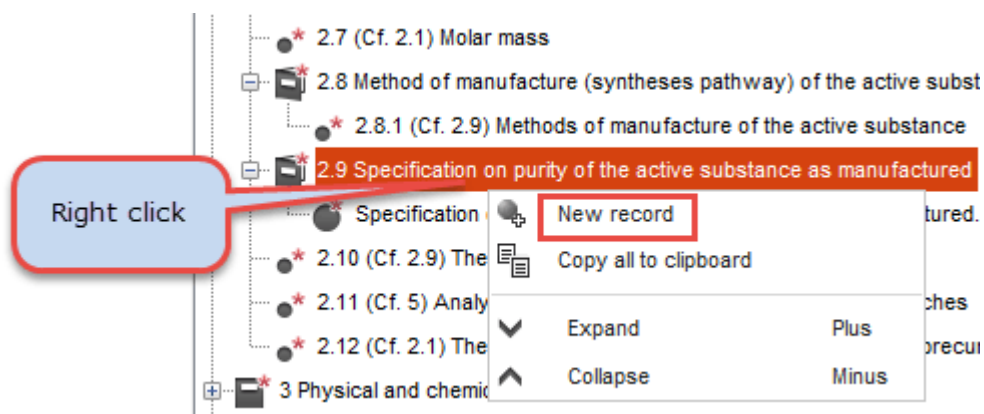 2.7 (Cf. 2.1) Molar mass
2.8 Method of manufacture (syntheses pathway) of the active subst
2.8.1 (Cf. 2.9) Methods of manufacture of the active substance
2.9 Specification on purity of the active substance as manufactured
Right click
Specification
New record
tured.
2.10 (Cf. 2.9) The
Copy all to clipboard
2.11 (Cf. 5) Analy
ches
Expand Plus
2.12 (Cf. 2.1) The
precur
Collapse Minus
3 Physical and chemic